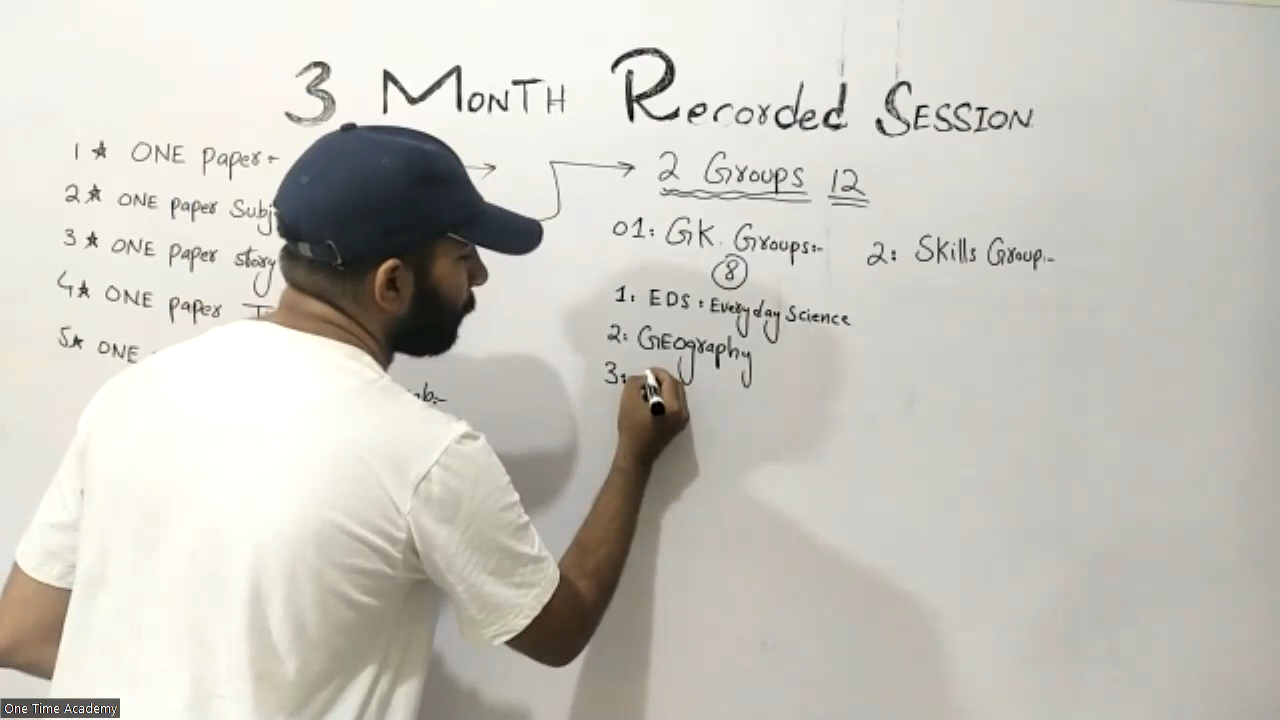 3 MONTH Recorded SESSION
1 ★ ONE paper:-
2 ★ ONE paper Subj
3 ★ ONE paper story
4 ★ ONE paper
5 ★ ONE
2 Groups 12
01: GK. Groups:-
8
1: EDS : Everyday Science
2: GEography
3:
2: Skills Group:-
One Time Academy